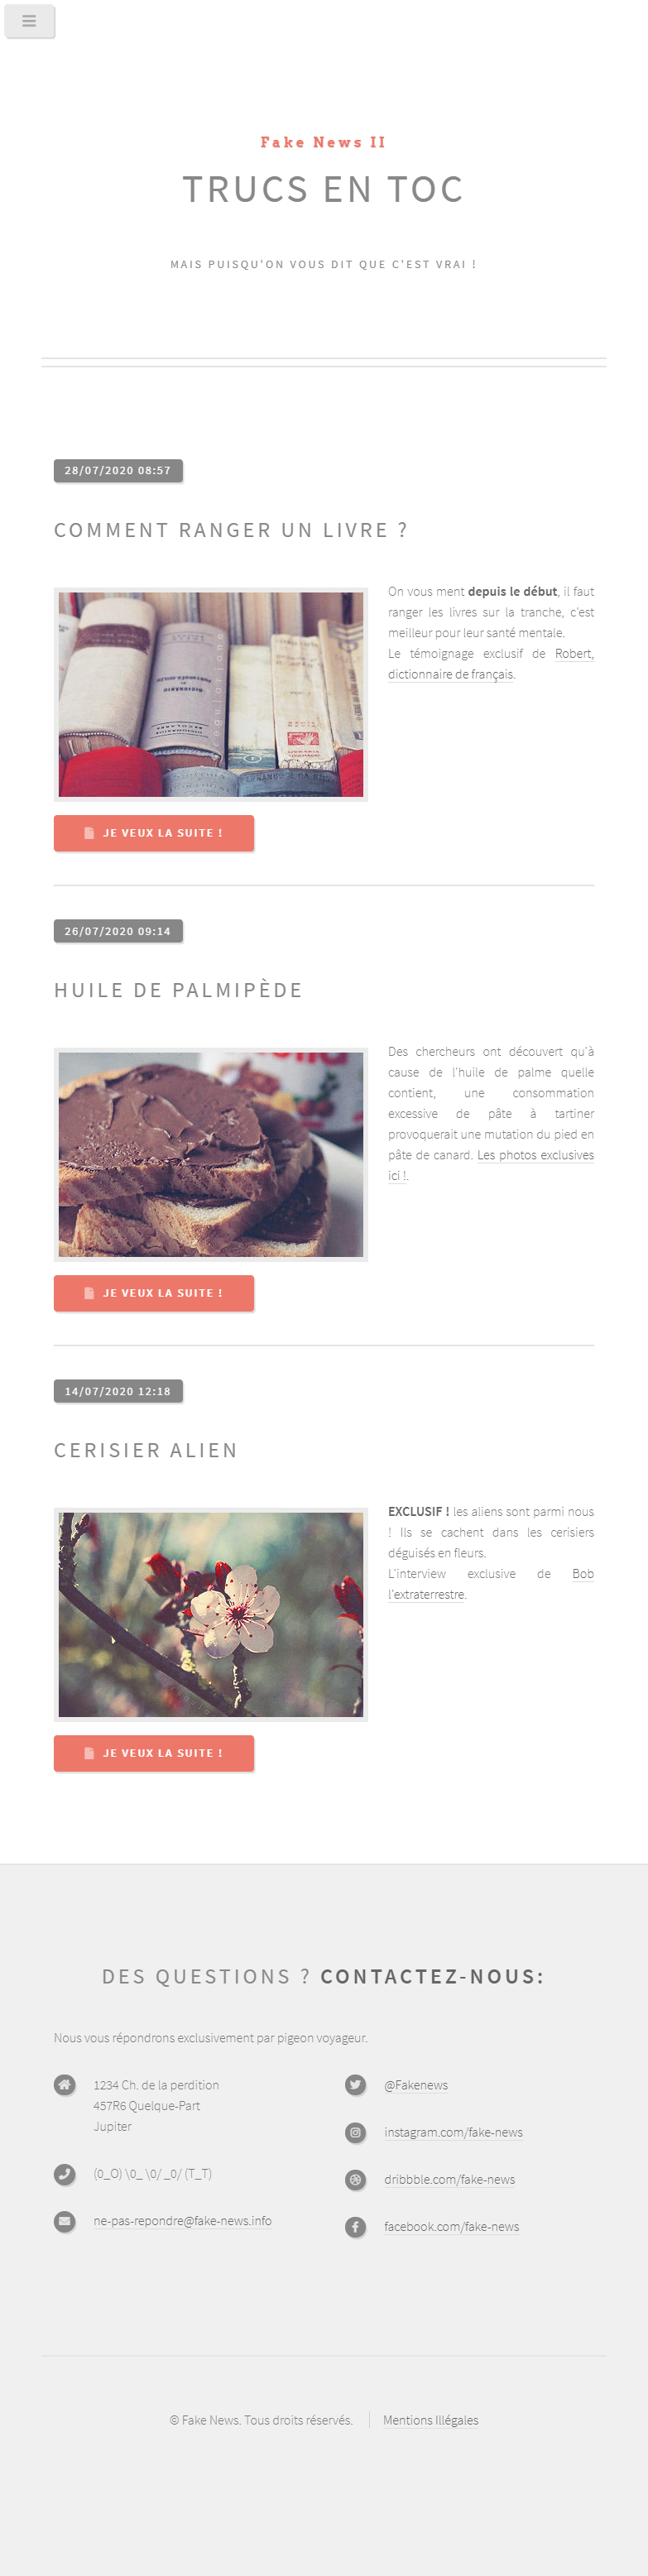 Fake News II
TRUCS EN TOC
MAIS PUISQU'ON VOUS DIT QUE C'EST VRAI !
28/07/2020 08:57
COMMENT RANGER UN LIVRE ?
On vous ment depuis le début, il faut
ranger les livres sur la tranche, c'est
meilleur pour leur santé mentale.
Le témoignage exclusif de Robert,
dictionnaire de français.
JE VEUX LA SUITE !
26/07/2020 09:14
HUILE DE PALMIPÈDE
Des chercheurs ont découvert qu'à
cause de l'huile de palme quelle
contient, une consommation
excessive de pâte à tartiner
provoquerait une mutation du pied en
pâte de canard. Les photos exclusives
ici !.
JE VEUX LA SUITE !
14/07/2020 12:18
CERISIER ALIEN
EXCLUSIF ! les aliens sont parmi nous
! Ils se cachent dans les cerisiers
déguisés en fleurs.
L'interview exclusive de Bob
l'extraterrestre.
JE VEUX LA SUITE !
DES QUESTIONS ? CONTACTEZ-NOUS:
Nous vous répondrons exclusivement par pigeon voyageur.
1234 Ch. de la perdition
457R6 Quelque-Part
Jupiter
(0_O) \0_ \0/ _0/ (T_T)
ne-pas-repondre@fake-news.info
@Fakenews
instagram.com/fake-news
dribbble.com/fake-news
facebook.com/fake-news
© Fake News. Tous droits réservés.
Mentions Illégales